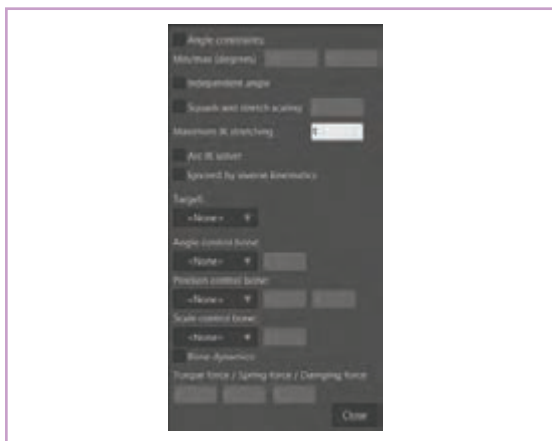 Angle constraints
Min/max (degrees)
Independent angle
Squash and stretch scaling
Maximum IK stretching
Arc IK solver
Ignored by inverse kinematics
Target:
<None>
Angle control bone:
<None>
Position control bone:
<None>
Scale control bone:
<None>
Bone dynamics
Torque force / Spring force / Damping force
Close